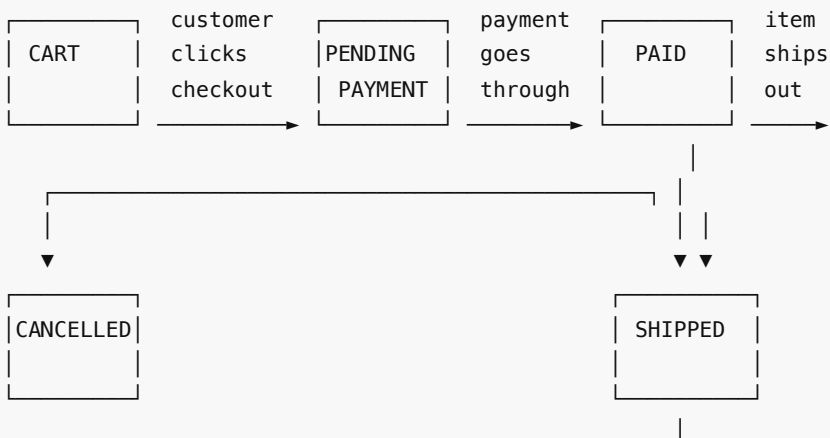 customer payment item
CART clicks PENDING goes PAID ships
checkout PAYMENT through out
CANCELLED SHIPPED